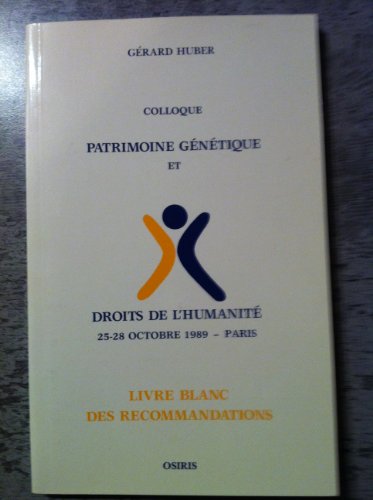 GÉRARD HUBER
COLLOQUE
PATRIMOINE GÉNÉTIQUE
ET
DROITS DE L'HUMANITÉ
25-28 OCTOBRE 1989 – PARIS
LIVRE BLANC
DES RECOMMANDATIONS
OSIRIS